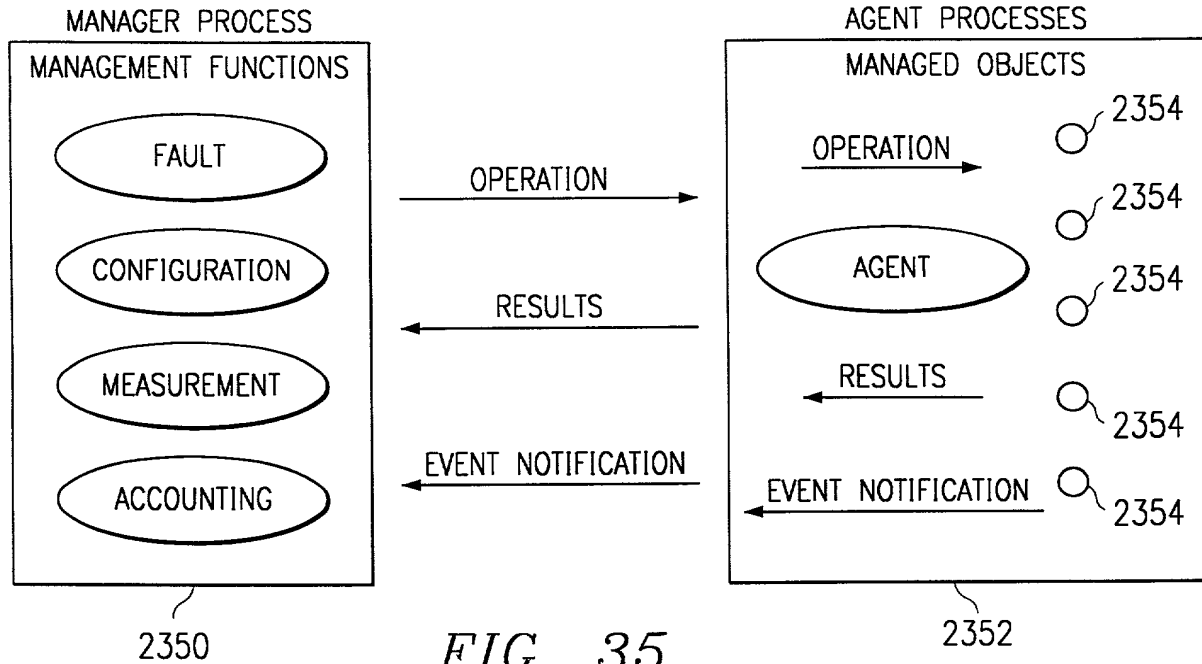 MANAGER PROCESS
MANAGEMENT FUNCTIONS
FAULT
CONFIGURATION
MEASUREMENT
ACCOUNTING
2350
OPERATION
RESULTS
EVENT NOTIFICATION
AGENT PROCESSES
MANAGED OBJECTS
OPERATION
AGENT
RESULTS
EVENT NOTIFICATION
2354
2354
2354
2354
2354
2352
FIG. 35